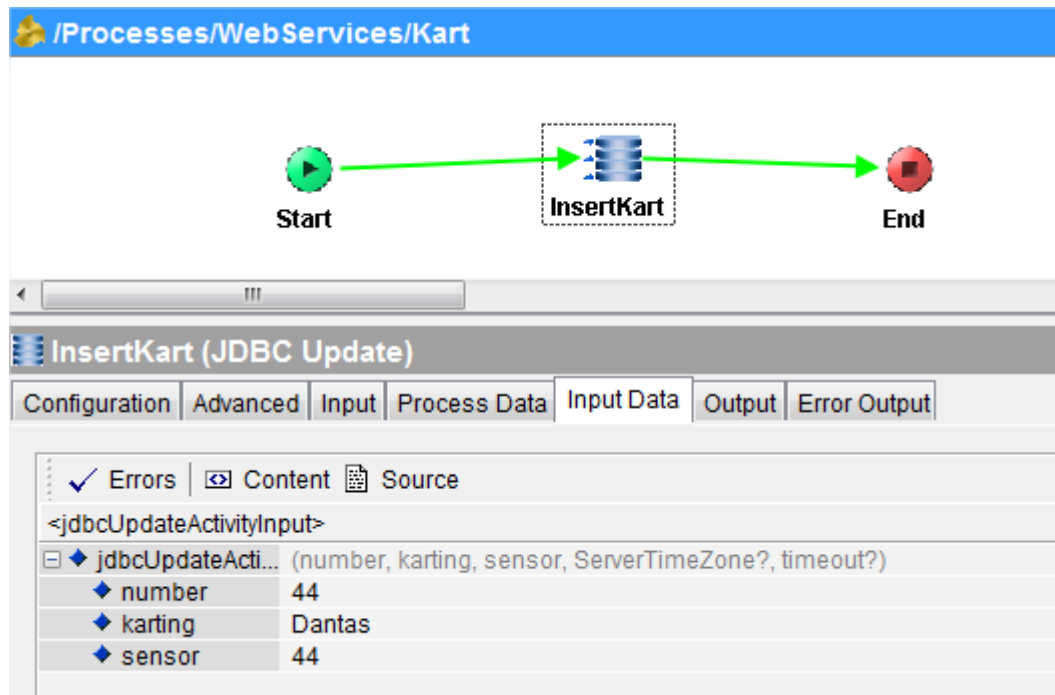 /Processes/WebServices/Kart
Start
InsertKart
End
InsertKart (JDBC Update)
Configuration Advanced Input Process Data Input Data Output Error Output
Errors Content Source
<jdbcUpdateActivityInput>
jdbcUpdateActi... (number, karting, sensor, ServerTimeZone?, timeout?)
number 44
karting Dantas
sensor 44